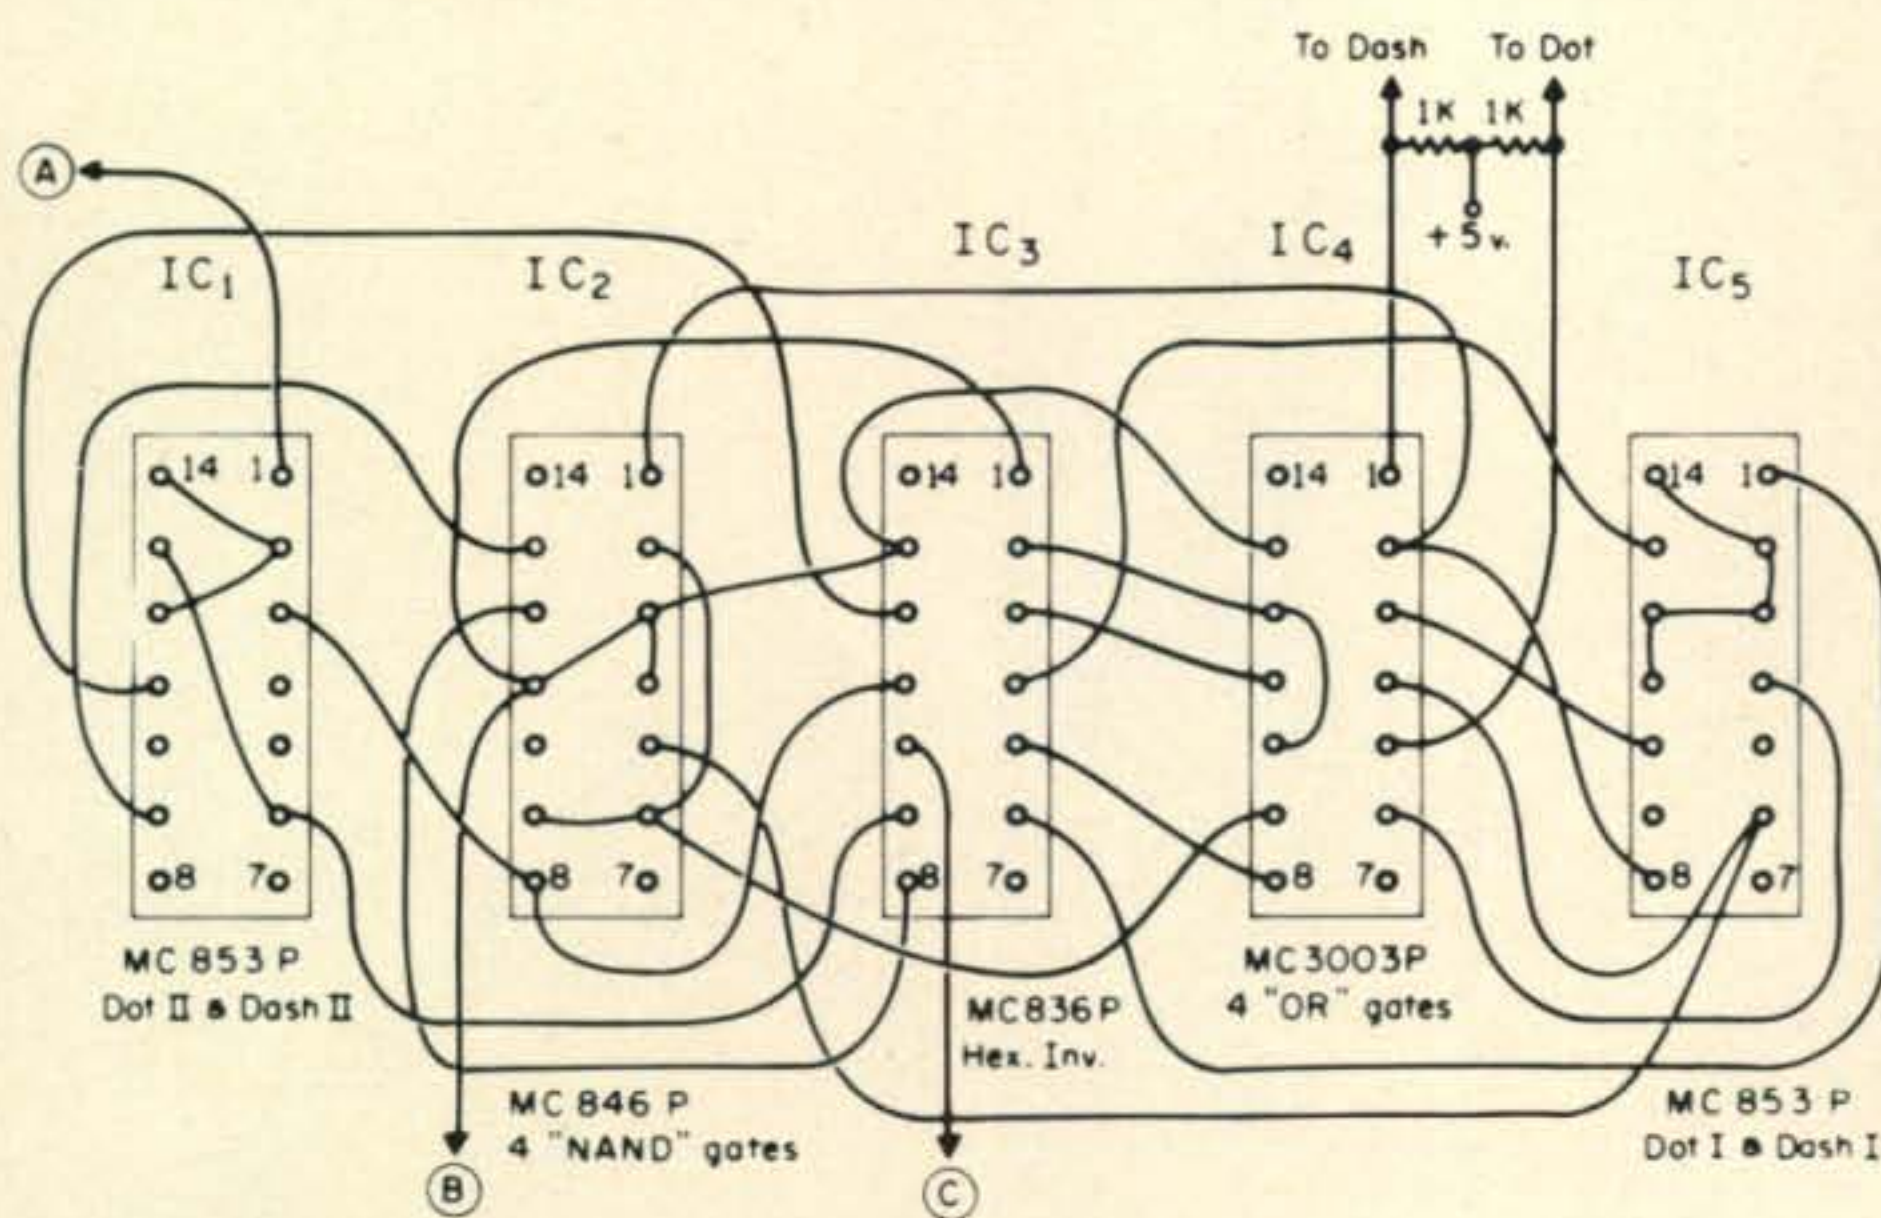 To Dash To Dot
1K 1K
A
+5v.
IC1 IC2 IC3 IC4 IC5
14 1 14 1 14 1 14 1 14 1
8 7 8 7 8 7 8 7 8 7
MC 853 P
Dot II & Dash II
MC 846 P
4 "NAND" gates
MC836P
Hex. Inv.
MC3003P
4 "OR" gates
MC 853 P
Dot I & Dash I
B
C